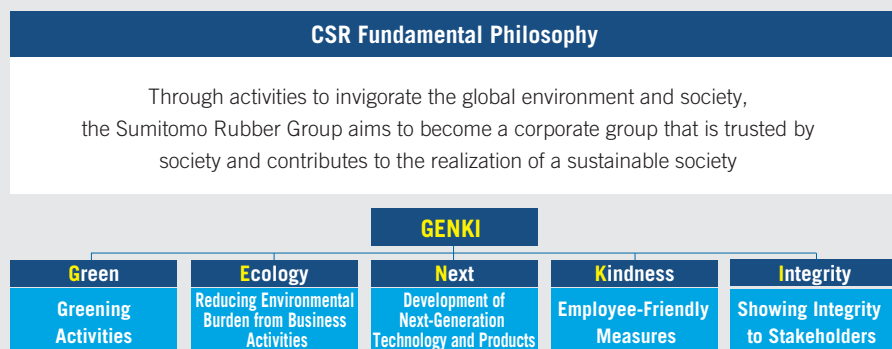 CSR Fundamental Philosophy
Through activities to invigorate the global environment and society,
the Sumitomo Rubber Group aims to become a corporate group that is trusted by
society and contributes to the realization of a sustainable society
GENKI
Green
Greening
Activities
Ecology
Reducing Environmental
Burden from Business
Activities
Next
Development of
Next-Generation
Technology and Products
Kindness
Employee-Friendly
Measures
Integrity
Showing Integrity
to Stakeholders